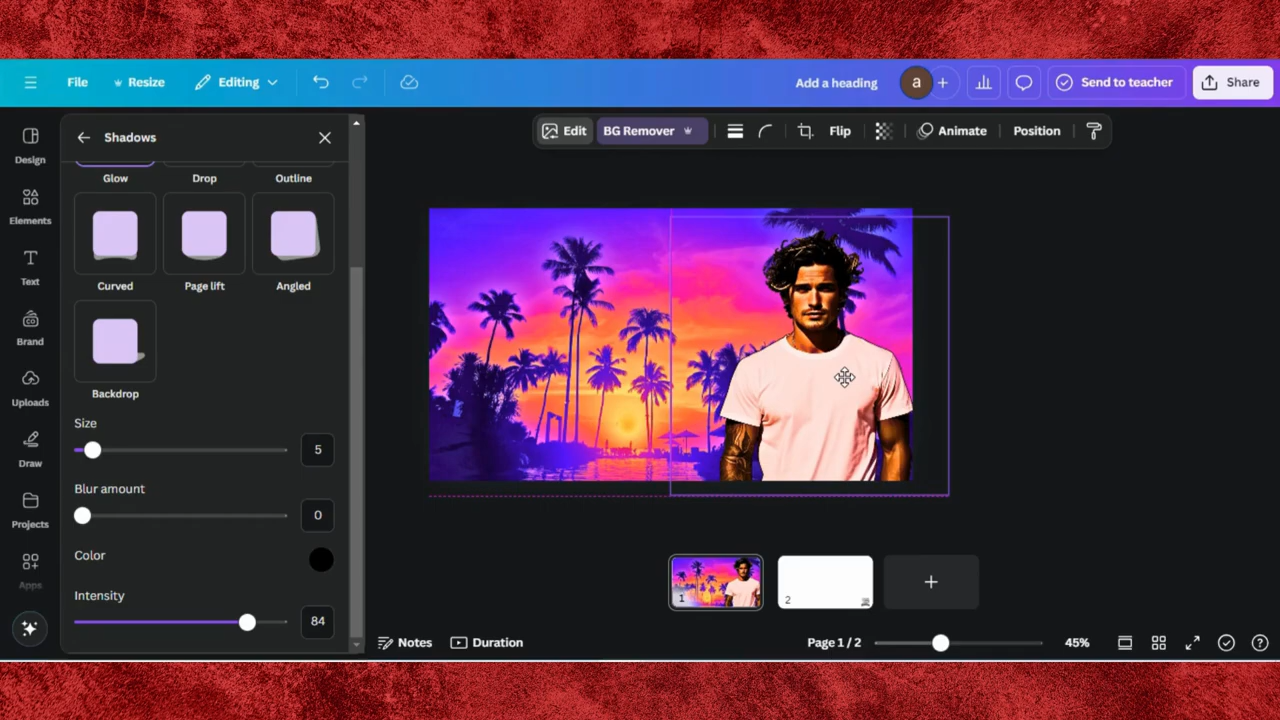 File
Resize
Editing
Add a heading
a
Send to teacher
Share
Design
Elements
Text
Brand
Uploads
Draw
Projects
Apps
Shadows
Glow
Drop
Outline
Curved
Page lift
Angled
Backdrop
Size
5
Blur amount
0
Color
Intensity
84
Edit
BG Remover
Flip
Animate
Position
1
2
Notes
Duration
Page 1 / 2
45%